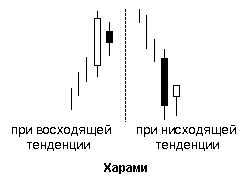 при восходящей
тенденции
при нисходящей
тенденции
Харами